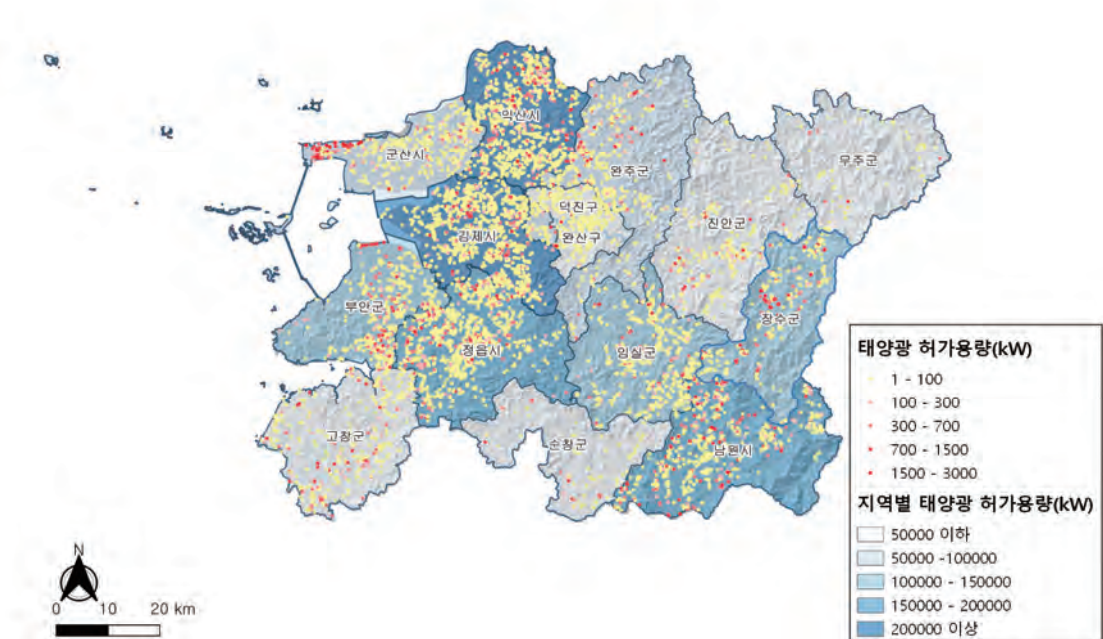 익산시
군산시
완주군
무주군
덕진구
진안군
완산구
김제시
부안군
장수군
정읍시
임실군
고창군
순창군
남원시
태양광 허가용량(kW)
1 - 100
100 - 300
300 - 700
700 - 1500
1500 - 3000
지역별 태양광 허가용량(kW)
50000 이하
50000 -100000
100000 - 150000
150000 - 200000
200000 이상
N
0 10 20 km